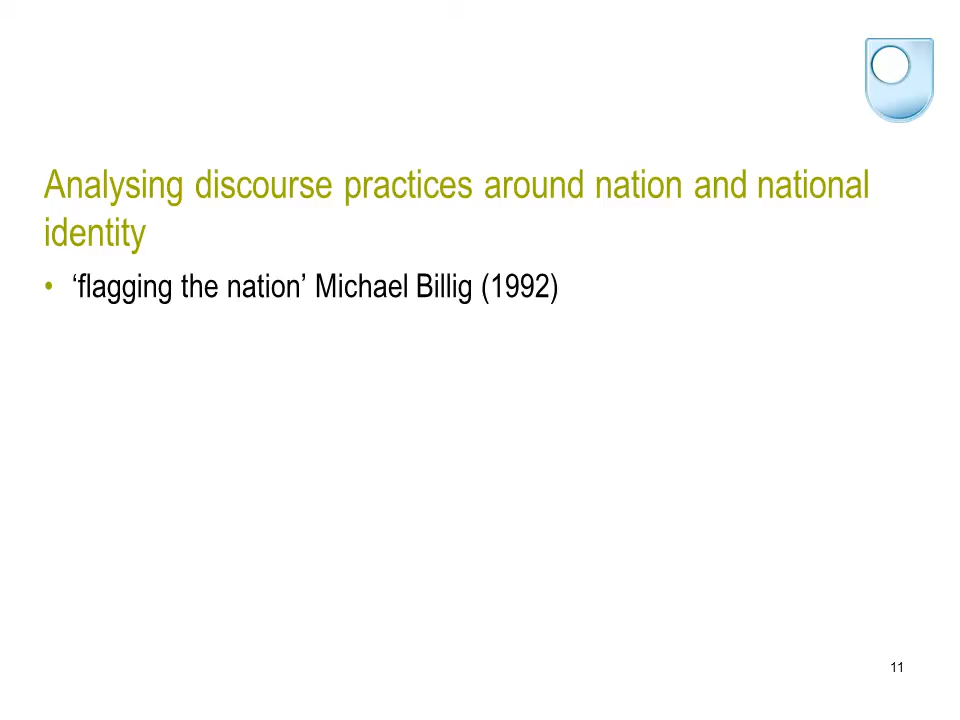 Analysing discourse practices around nation and national
identity
• ‘flagging the nation’ Michael Billig (1992)
11